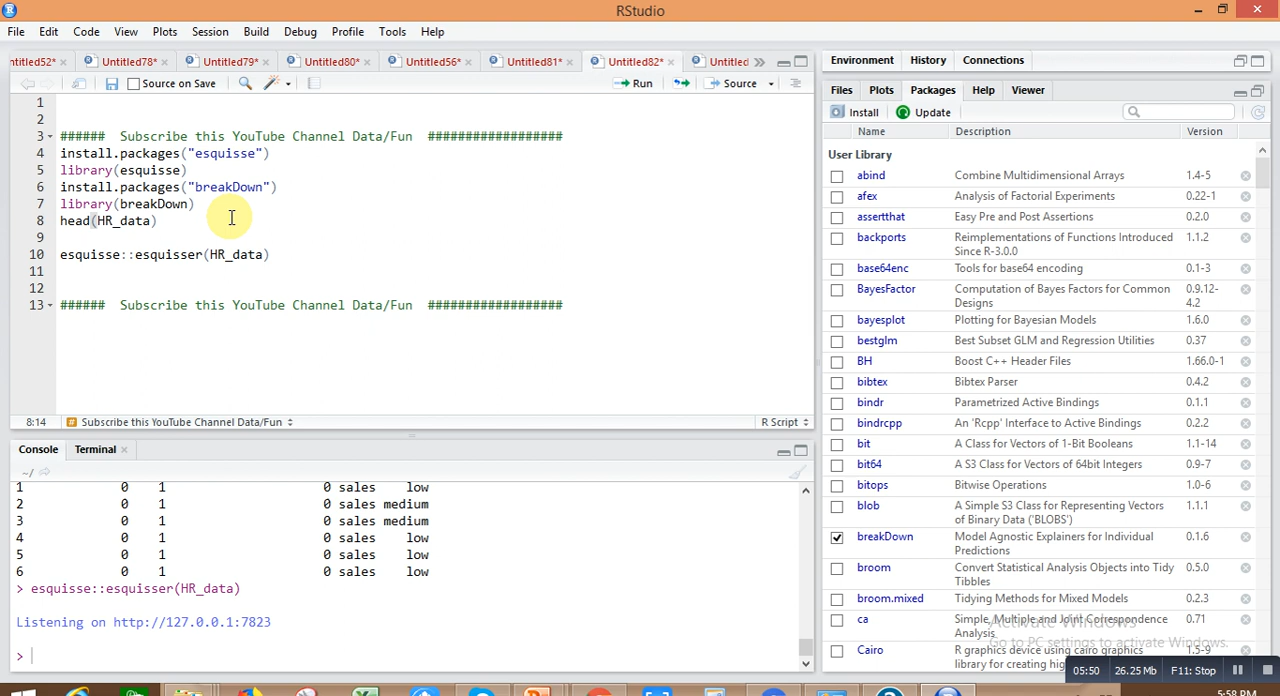 RStudio
File Edit Code View Plots Session Build Debug Profile Tools Help
ntitled52* Untitled78* Untitled79* Untitled80* Untitled56* Untitled81* Untitled82* Untitled
Source on Save Run Source
1
2
3 ###### Subscribe this YouTube Channel Data/Fun ##################
4 install.packages("esquisse")
5 library(esquisse)
6 install.packages("breakDown")
7 library(breakDown)
8 head(HR_data)
9
10 esquisse::esquisser(HR_data)
11
12
13 ###### Subscribe this YouTube Channel Data/Fun ##################
8:14 Subscribe this YouTube Channel Data/Fun R Script
Console Terminal
~/
1 0 1 0 sales low
2 0 1 0 sales medium
3 0 1 0 sales medium
4 0 1 0 sales low
5 0 1 0 sales low
6 0 1 0 sales low
> esquisse::esquisser(HR_data)
Listening on http://127.0.0.1:7823
>
Environment History Connections
Files Plots Packages Help Viewer
Install Update
Name Description Version
User Library
abind Combine Multidimensional Arrays 1.4-5
afex Analysis of Factorial Experiments 0.22-1
assertthat Easy Pre and Post Assertions 0.2.0
backports Reimplementations of Functions Introduced 1.1.2
Since R-3.0.0
base64enc Tools for base64 encoding 0.1-3
BayesFactor Computation of Bayes Factors for Common 0.9.12-
Designs 4.2
bayesplot Plotting for Bayesian Models 1.6.0
bestglm Best Subset GLM and Regression Utilities 0.37
BH Boost C++ Header Files 1.66.0-1
bibtex Bibtex Parser 0.4.2
bindr Parametrized Active Bindings 0.1.1
bindrcpp An 'Rcpp' Interface to Active Bindings 0.2.2
bit A Class for Vectors of 1-Bit Booleans 1.1-14
bit64 A S3 Class for Vectors of 64bit Integers 0.9-7
bitops Bitwise Operations 1.0-6
blob A Simple S3 Class for Representing Vectors 1.1.1
of Binary Data ('BLOBS')
breakDown Model Agnostic Explainers for Individual 0.1.6
Predictions
broom Convert Statistical Analysis Objects into Tidy 0.5.0
Tibbles
broom.mixed Tidying Methods for Mixed Models 0.2.3
ca Simple, Multiple and Joint Correspondence 0.71
Analysis
Cairo R graphics device using cairo graphics 1.5-9
library for creating hig
Activate Windows
Go to PC settings to activate Windows.
05:50 26.25 Mb F11: Stop
5:58 PM